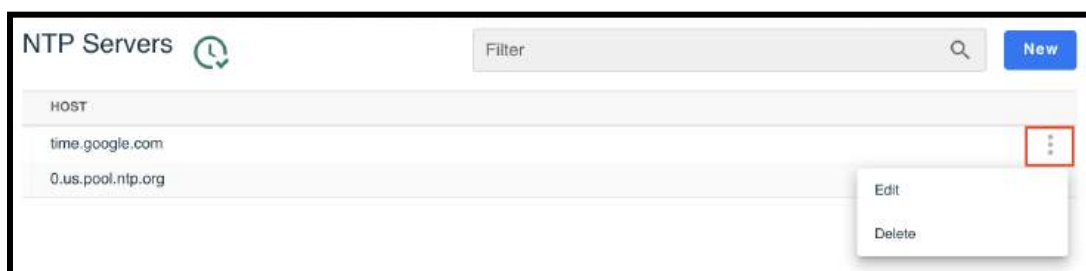 NTP Servers
Filter
New
HOST
time.google.com
0.us.pool.ntp.org
Edit
Delete